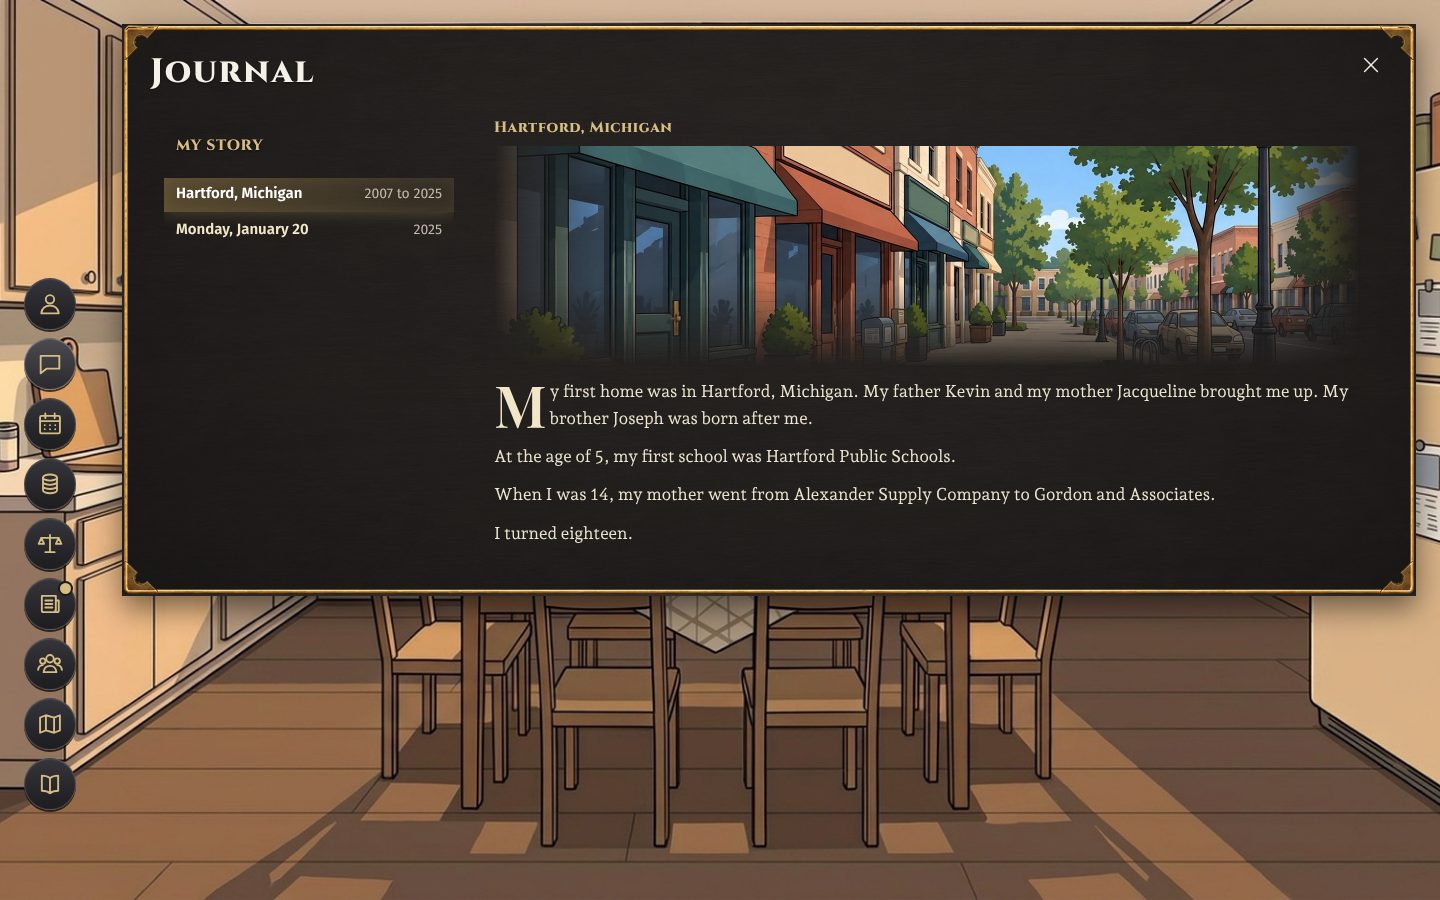 Journal
MY STORY
Hartford, Michigan 2007 to 2025
Monday, January 20 2025
Hartford, Michigan
My first home was in Hartford, Michigan. My father Kevin and my mother Jacqueline brought me up. My
brother Joseph was born after me.
At the age of 5, my first school was Hartford Public Schools.
When I was 14, my mother went from Alexander Supply Company to Gordon and Associates.
I turned eighteen.